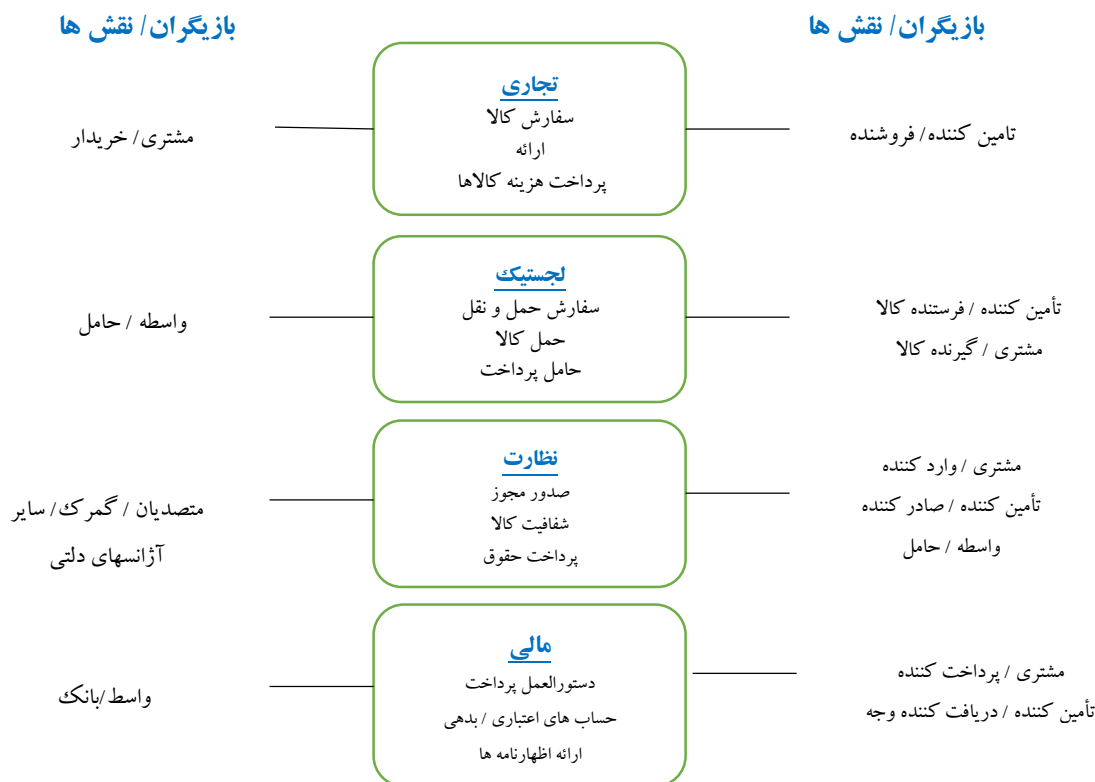 بازیگران/ نقش ها
بازیگران/ نقش ها
تامین کننده/ فروشنده
تجاری
سفارش کالا
ارائه
پرداخت هزینه کالاها
مشتری/ خریدار
تأمین کننده / فرستنده کالا
مشتری / گیرنده کالا
لجستیک
سفارش حمل و نقل
حمل کالا
حامل پرداخت
واسطه / حامل
مشتری / وارد کننده
تأمین کننده / صادر کننده
واسطه / حامل
نظارت
صدور مجوز
شفافیت کالا
پرداخت حقوق
متصدیان / گمرک/ سایر
آژانسهای دلتی
مشتری / پرداخت کننده
تأمین کننده / دریافت کننده وجه
مالی
دستورالعمل پرداخت
حساب های اعتباری / بدهی
ارائه اظهارنامه ها
واسط/بانک